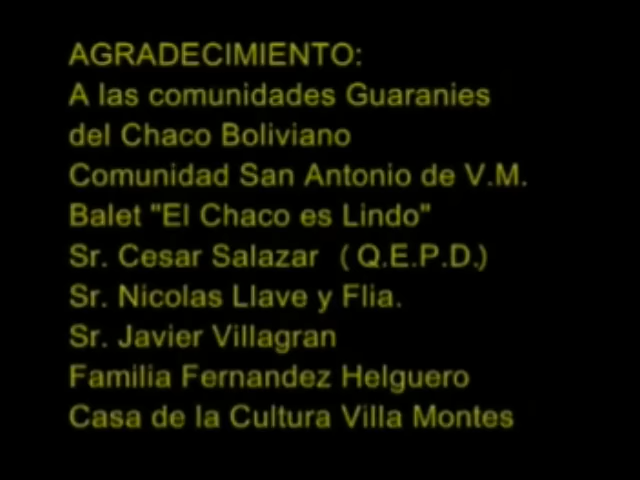 AGRADECIMIENTO:
A las comunidades Guaranies
del Chaco Boliviano
Comunidad San Antonio de V.M.
Balet "El Chaco es Lindo"
Sr. Cesar Salazar ( Q.E.P.D.)
Sr. Nicolas Llave y Flia.
Sr. Javier Villagran
Familia Fernandez Helguero
Casa de la Cultura Villa Montes